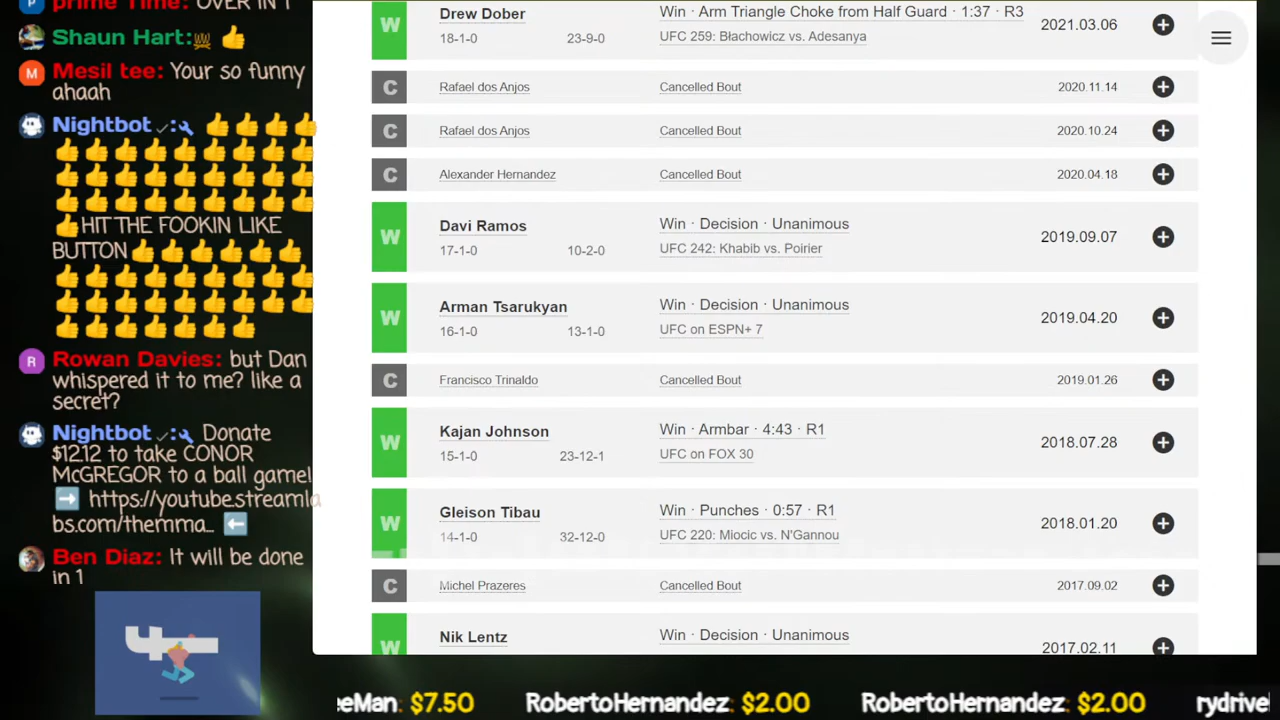 prime Time: OVER IN 1
Shaun Hart:
Mesil tee: Your so funny
ahaah
Nightbot
HIT THE FOOKIN LIKE
BUTTON
Rowan Davies: but Dan
whispered it to me? like a
secret?
Nightbot Donate
$12.12 to take CONOR
McGREGOR to a ball game!
https://youtube.streamla
bs.com/themma...
Ben Diaz: It will be done
in 1
W Drew Dober Win · Arm Triangle Choke from Half Guard · 1:37 · R3 2021.03.06
18-1-0 23-9-0 UFC 259: Błachowicz vs. Adesanya
C Rafael dos Anjos Cancelled Bout 2020.11.14
C Rafael dos Anjos Cancelled Bout 2020.10.24
C Alexander Hernandez Cancelled Bout 2020.04.18
W Davi Ramos Win · Decision · Unanimous 2019.09.07
17-1-0 10-2-0 UFC 242: Khabib vs. Poirier
W Arman Tsarukyan Win · Decision · Unanimous 2019.04.20
16-1-0 13-1-0 UFC on ESPN+ 7
C Francisco Trinaldo Cancelled Bout 2019.01.26
W Kajan Johnson Win · Armbar · 4:43 · R1 2018.07.28
15-1-0 23-12-1 UFC on FOX 30
W Gleison Tibau Win · Punches · 0:57 · R1 2018.01.20
14-1-0 32-12-0 UFC 220: Miocic vs. N'Gannou
C Michel Prazeres Cancelled Bout 2017.09.02
W Nik Lentz Win · Decision · Unanimous 2017.02.11
eeMan: $7.50 RobertoHernandez: $2.00 RobertoHernandez: $2.00 rydrive